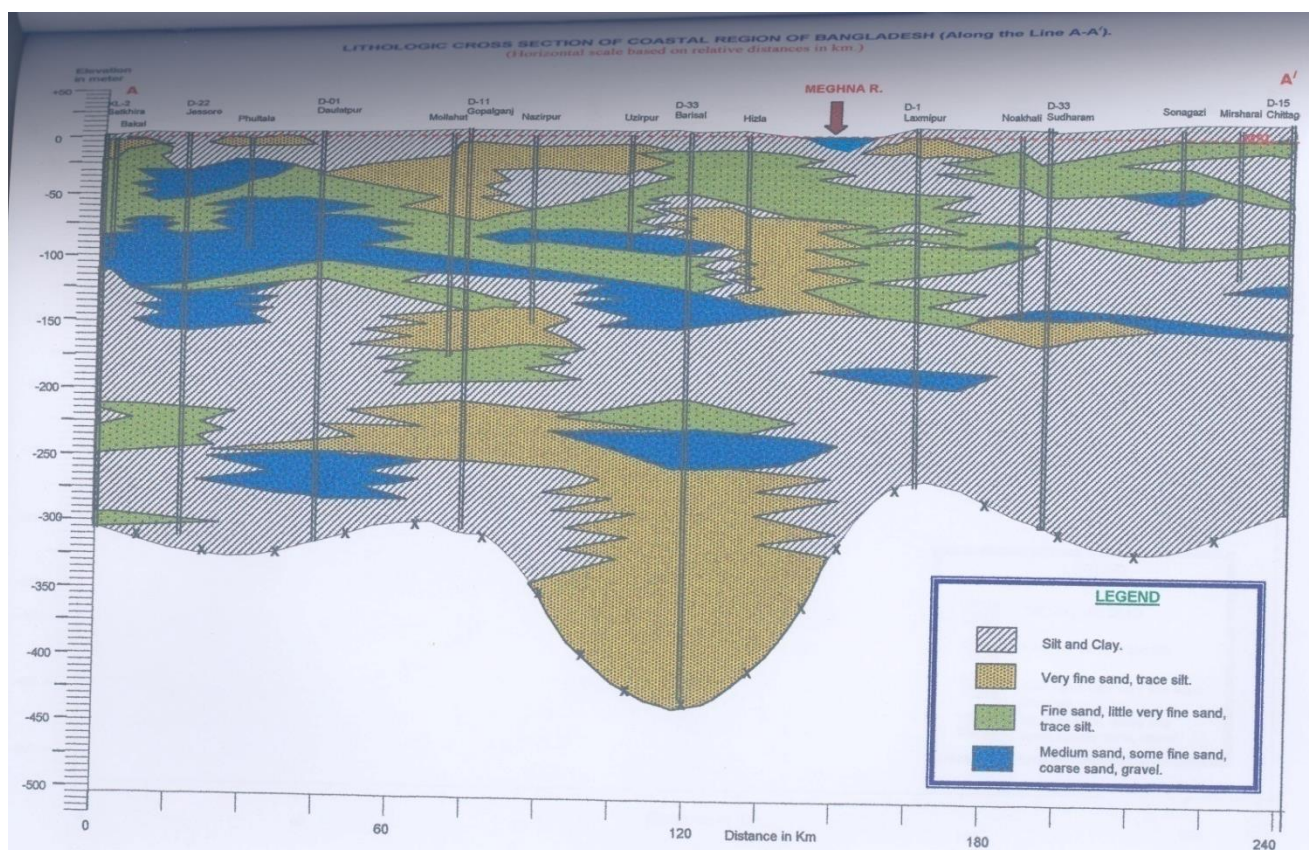 LITHOLOGIC CROSS SECTION OF COASTAL REGION OF BANGLADESH (Along the Line A-A/).
(Horizontal scale based on relative distances in km.)
Elevation
in meter
A
A/
MEGHNA R.
KL-2
Satkhira
Bakal
D-22
Jessore
Phultala
D-01
Daulatpur
Mollahat
D-11
Gopalganj
Nazirpur
Uzirpur
D-33
Barisal
Hizla
D-1
Laxmipur
Noakhali
D-33
Sudharam
Sonagazi
Mirsharai
D-15
Chittag
+50
0
-50
-100
-150
-200
-250
-300
-350
-400
-450
-500
LEGEND
Silt and Clay.
Very fine sand, trace silt.
Fine sand, little very fine sand,
trace silt.
Medium sand, some fine sand,
coarse sand, gravel.
0
60
120
Distance in Km
180
240